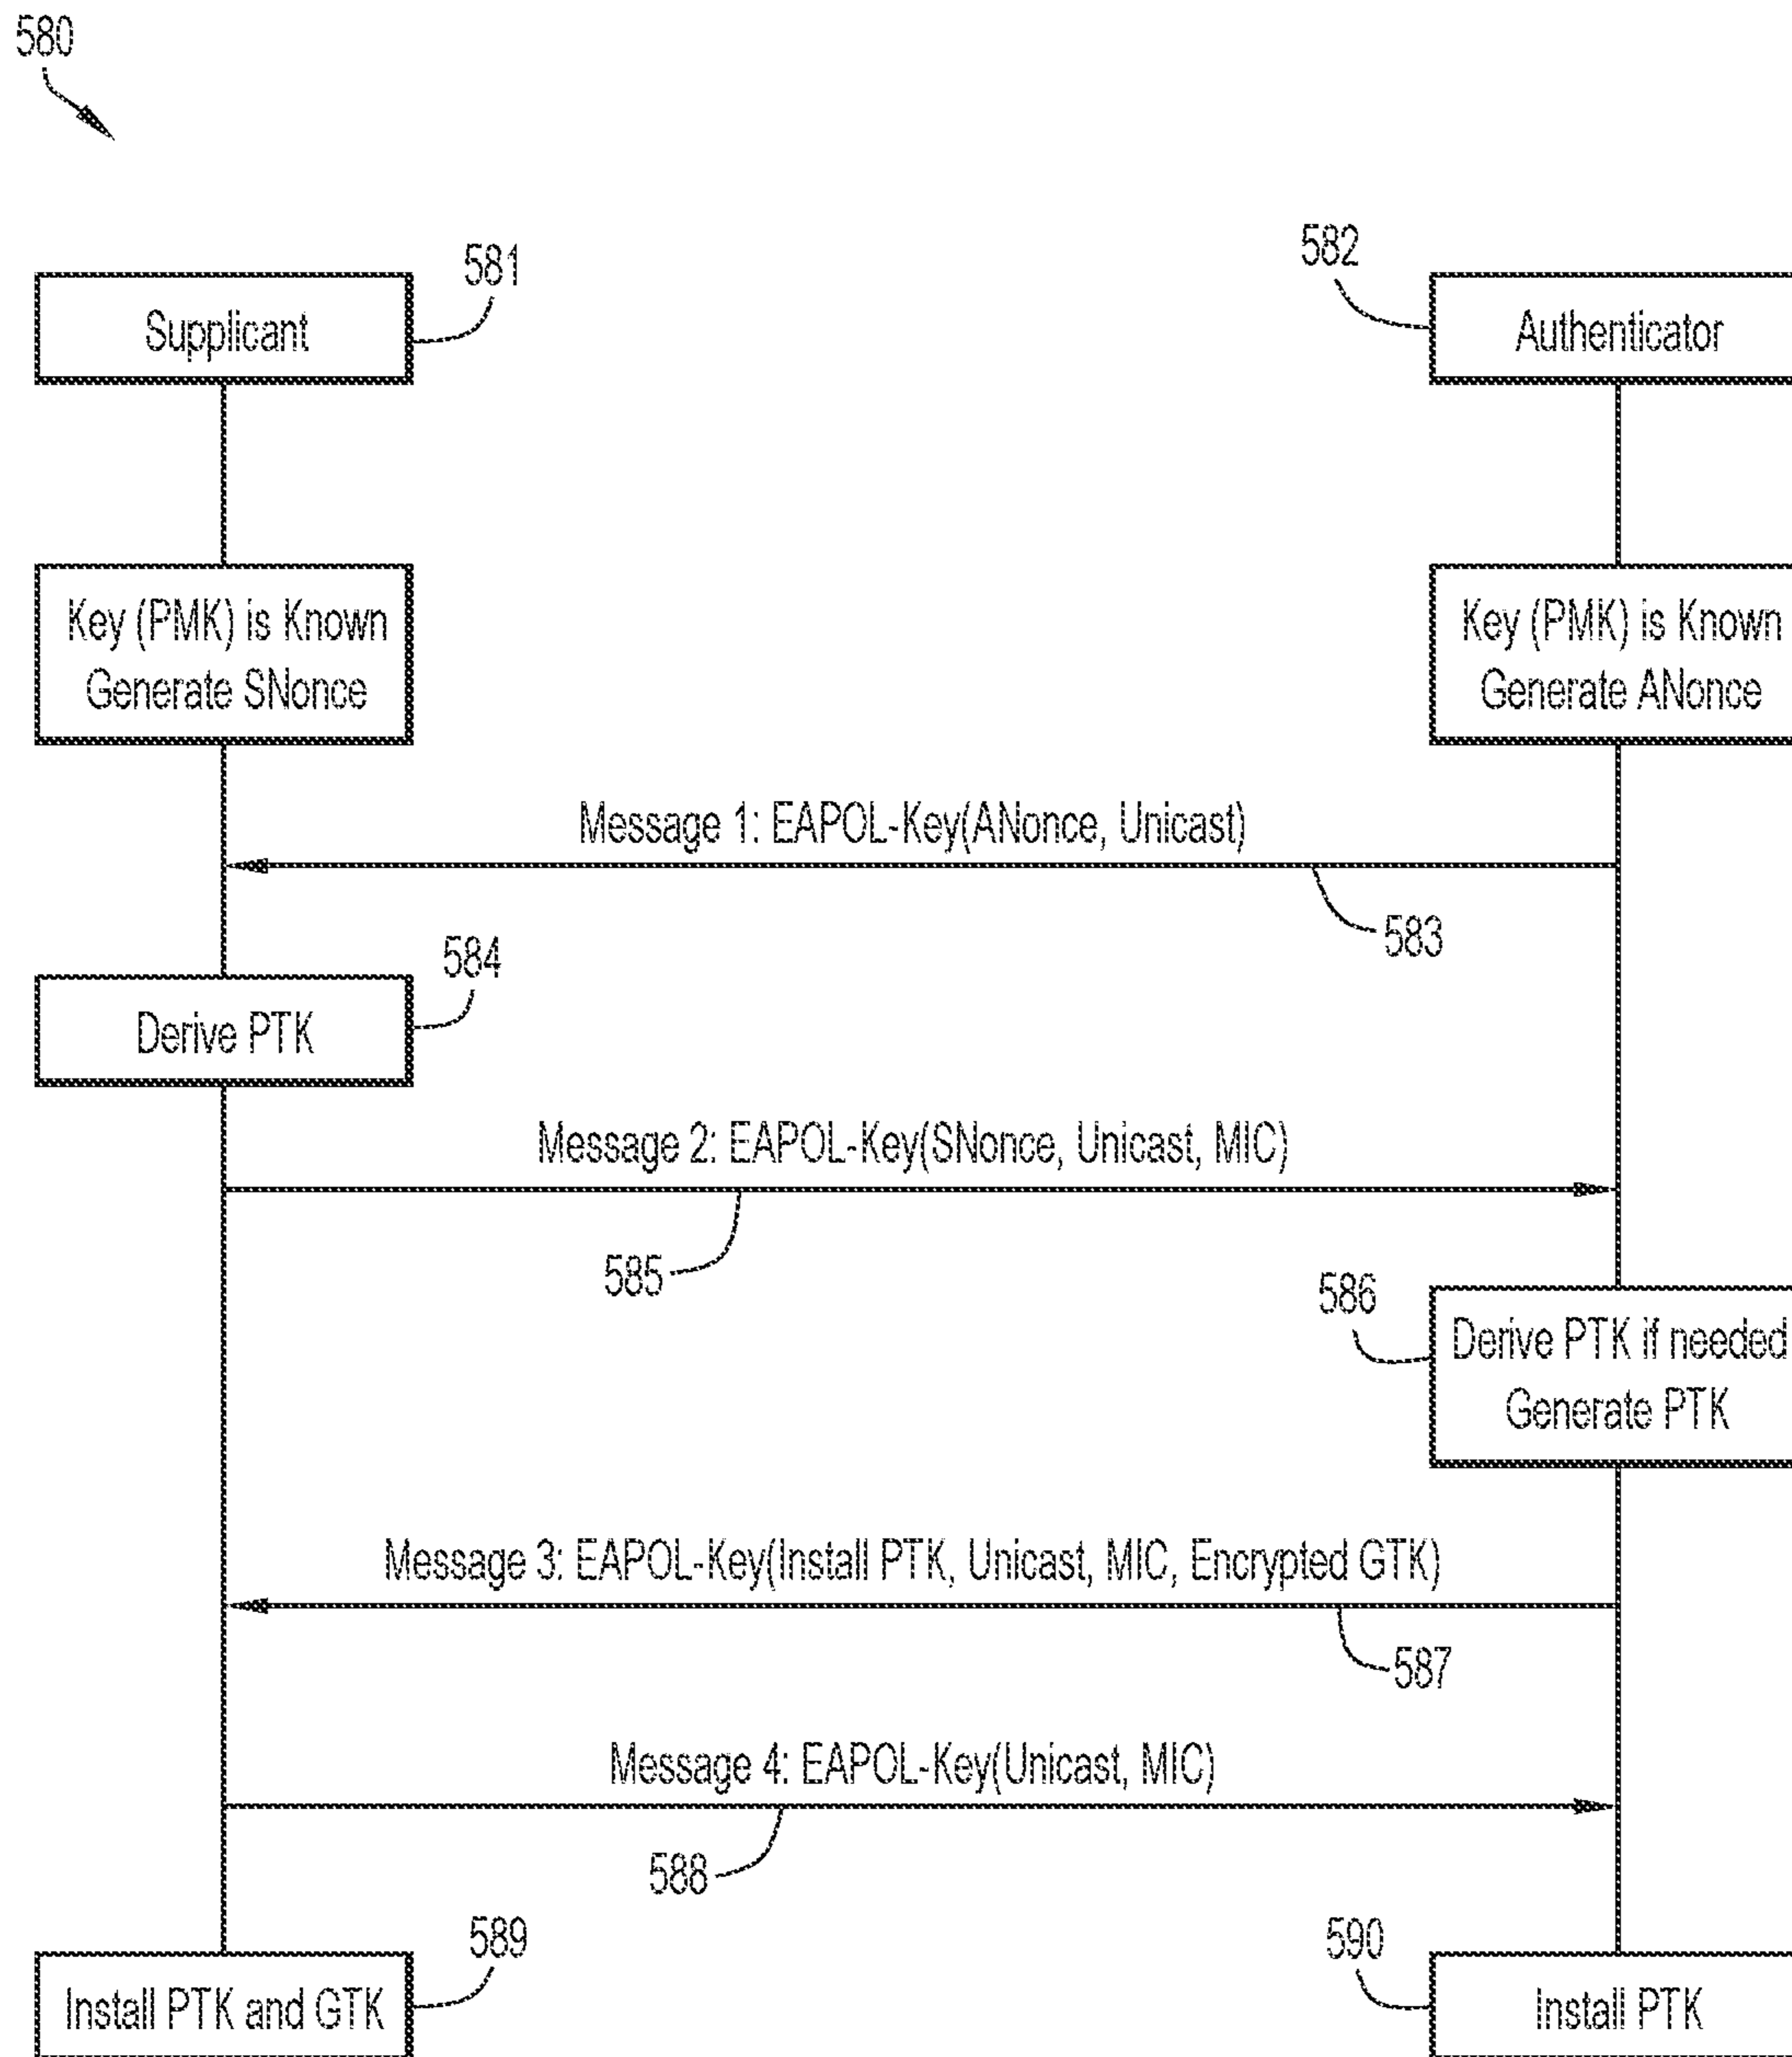 580
581
582
Supplicant
Authenticator
Key (PMK) is Known
Generate SNonce
Key (PMK) is Known
Generate ANonce
Message 1: EAPOL-Key(ANonce, Unicast)
583
584
Derive PTK
Message 2: EAPOL-Key(SNonce, Unicast, MIC)
585
586
Derive PTK if needed
Generate PTK
Message 3: EAPOL-Key(Install PTK, Unicast, MIC, Encrypted GTK)
587
Message 4: EAPOL-Key(Unicast, MIC)
588
589
590
Install PTK and GTK
Install PTK